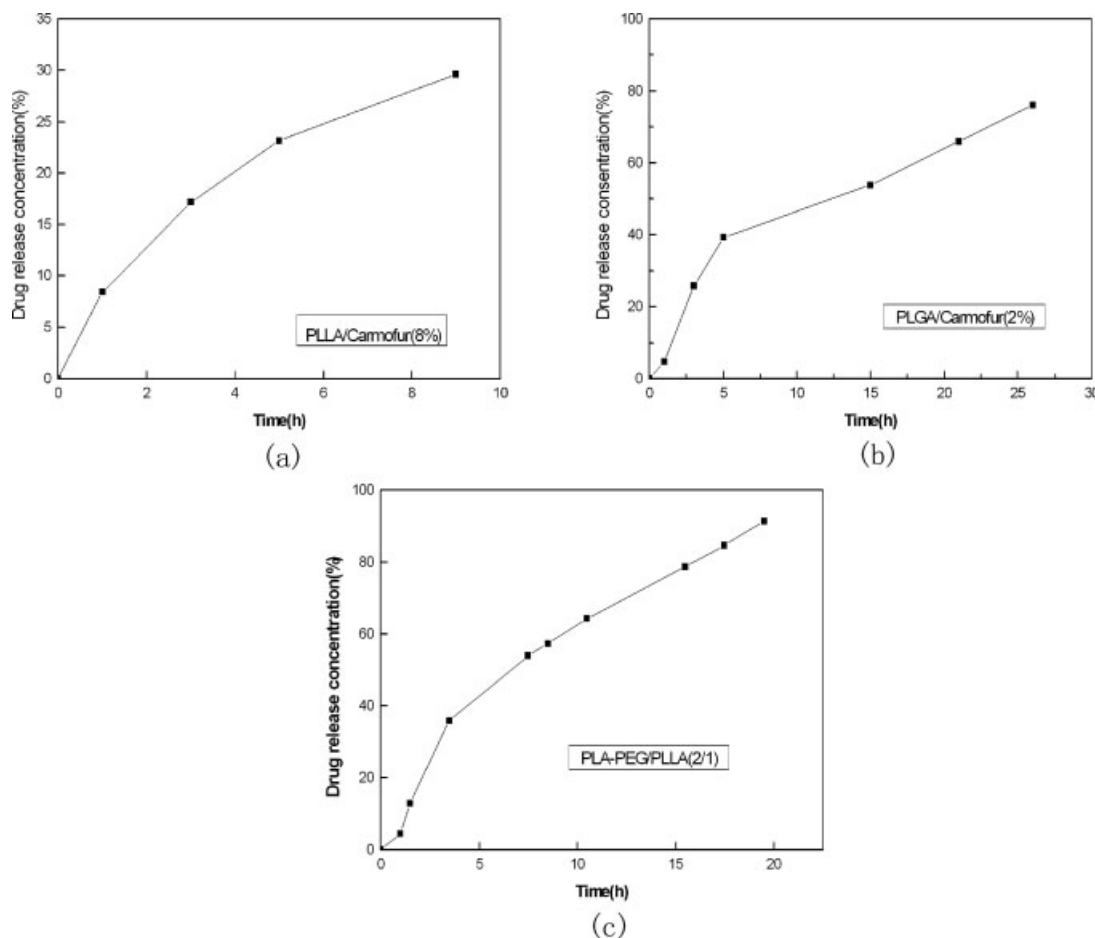 35
30
25
20
15
10
5
0
Drug release concentration(%)
PLLA/Carmofur(8%)
0 2 4 6 8 10
Time(h)
(a)
100
80
60
40
20
0
Drug release consentration(%)
PLGA/Carmofur(2%)
0 5 10 15 20 25 30
Time(h)
(b)
100
80
60
40
20
0
Drug release concentration(%)
PLA-PEG/PLLA(2/1)
0 5 10 15 20
Time(h)
(c)